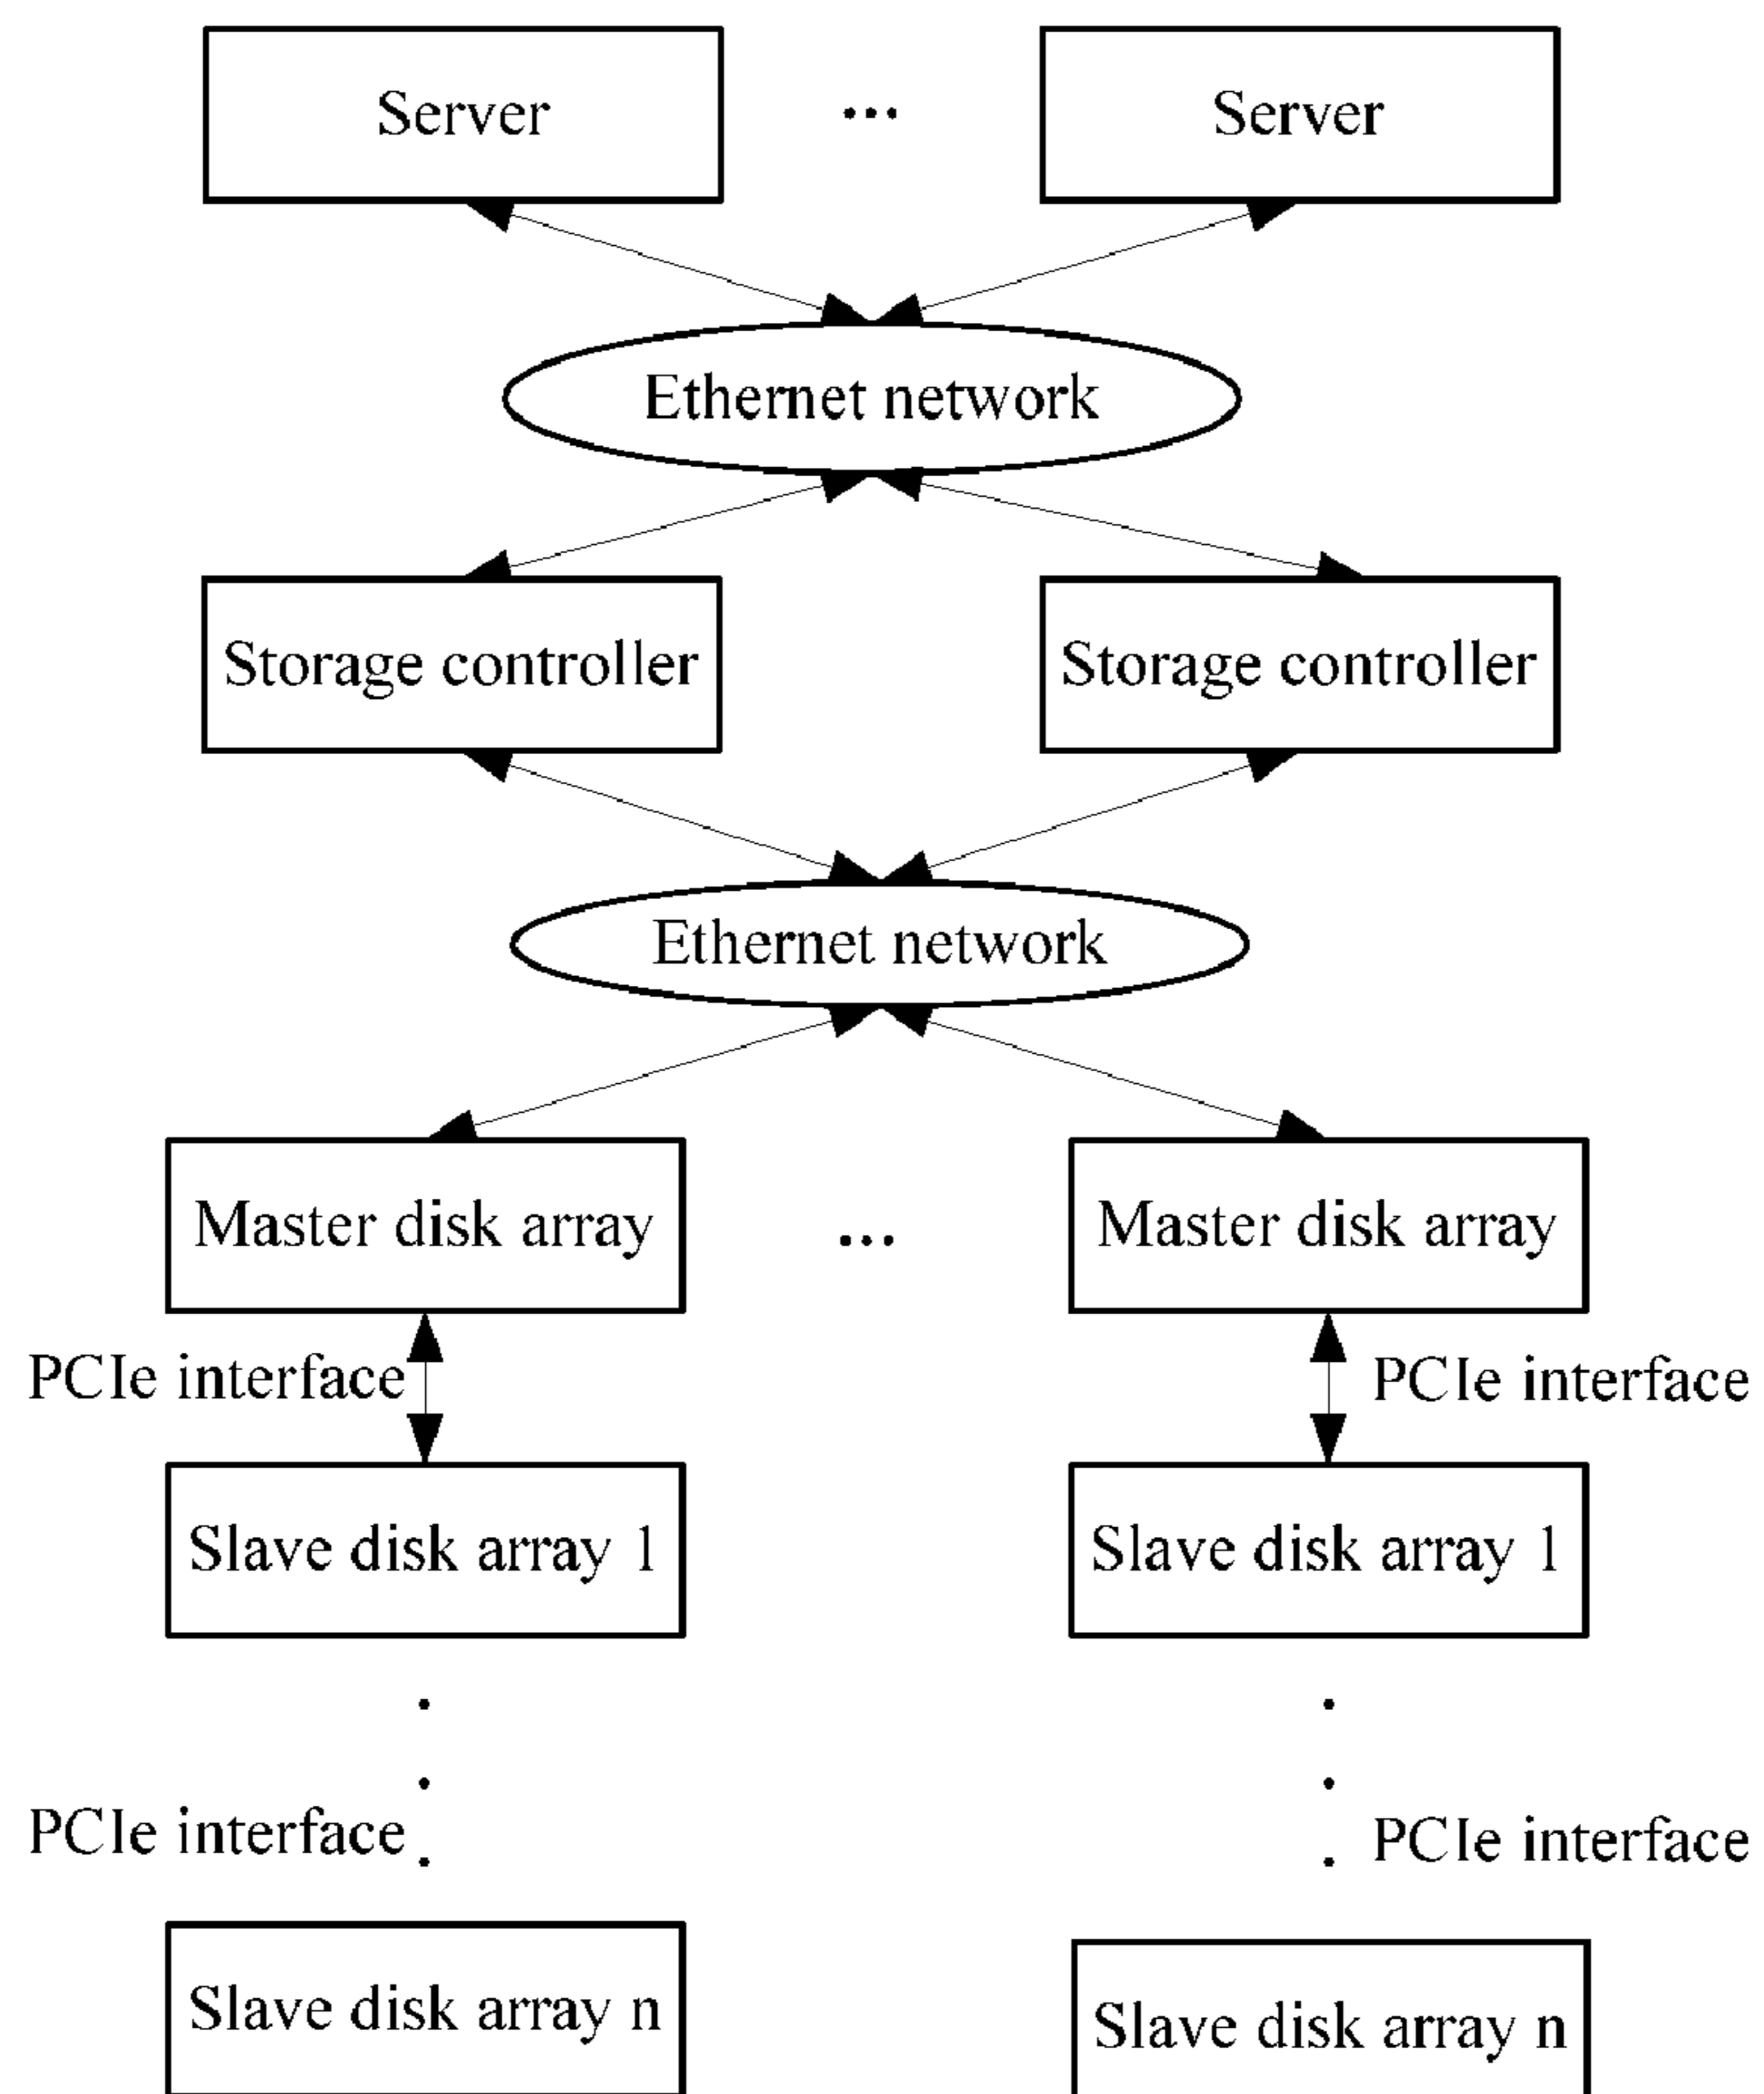 Server
...
Server
Ethernet network
Storage controller
Storage controller
Ethernet network
Master disk array
...
Master disk array
PCIe interface
PCIe interface
Slave disk array 1
Slave disk array 1
PCIe interface
PCIe interface
Slave disk array n
Slave disk array n